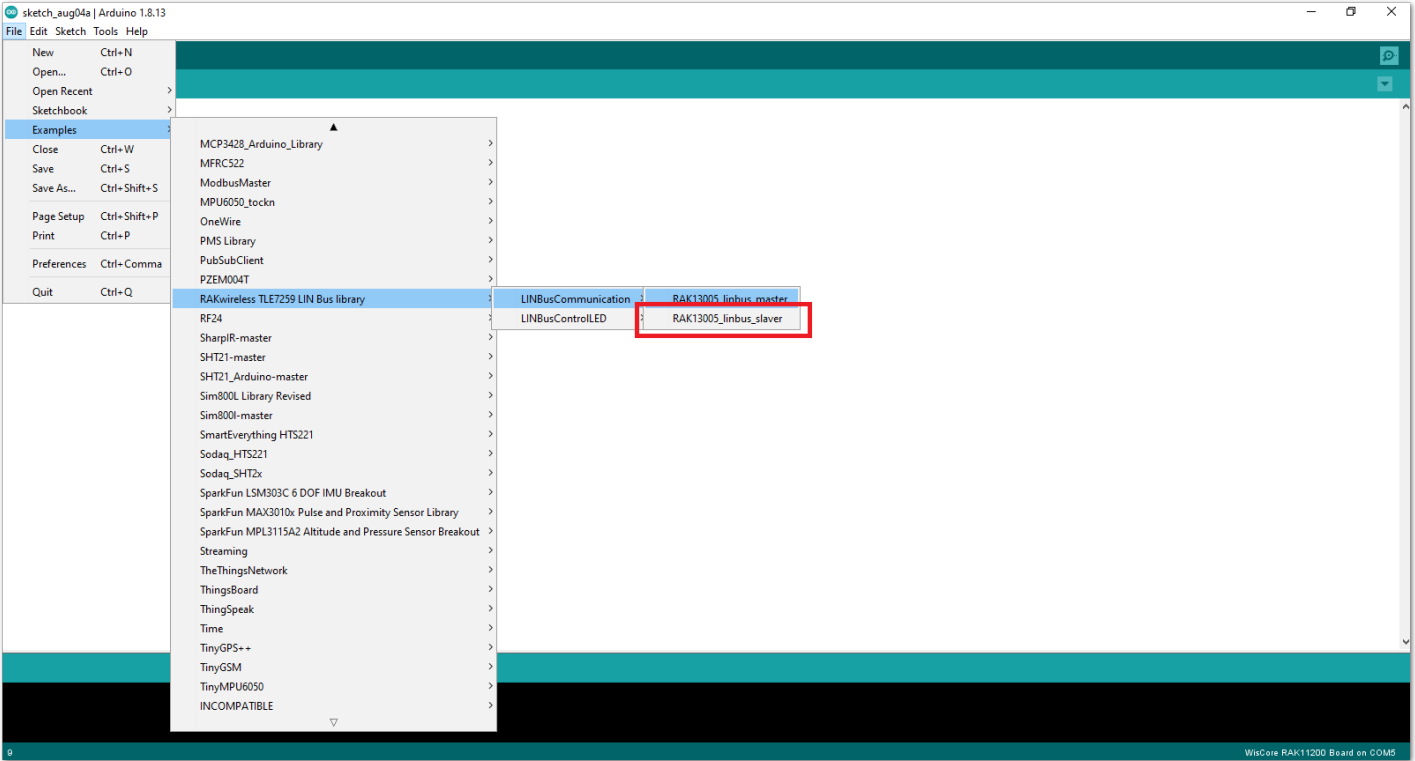 sketch_aug04a | Arduino 1.8.13
File Edit Sketch Tools Help
New Ctrl+N
Open... Ctrl+O
Open Recent
Sketchbook
Examples
Close Ctrl+W
Save Ctrl+S
Save As... Ctrl+Shift+S
Page Setup Ctrl+Shift+P
Print Ctrl+P
Preferences Ctrl+Comma
Quit Ctrl+Q
MCP3428_Arduino_Library
MFRC522
ModbusMaster
MPU6050_tockn
OneWire
PMS Library
PubSubClient
PZEM004T
RAKwireless TLE7259 LIN Bus library
RF24
SharpIR-master
SHT21-master
SHT21_Arduino-master
Sim800L Library Revised
Sim800l-master
SmartEverything HTS221
Sodaq_HTS221
Sodaq_SHT2x
SparkFun LSM303C 6 DOF IMU Breakout
SparkFun MAX3010x Pulse and Proximity Sensor Library
SparkFun MPL3115A2 Altitude and Pressure Sensor Breakout
Streaming
TheThingsNetwork
ThingsBoard
ThingSpeak
Time
TinyGPS++
TinyGSM
TinyMPU6050
INCOMPATIBLE
LINBusCommunication
LINBusControlLED
RAK13005_linbus_master
RAK13005_linbus_slaver
9
WisCore RAK11200 Board on COM5